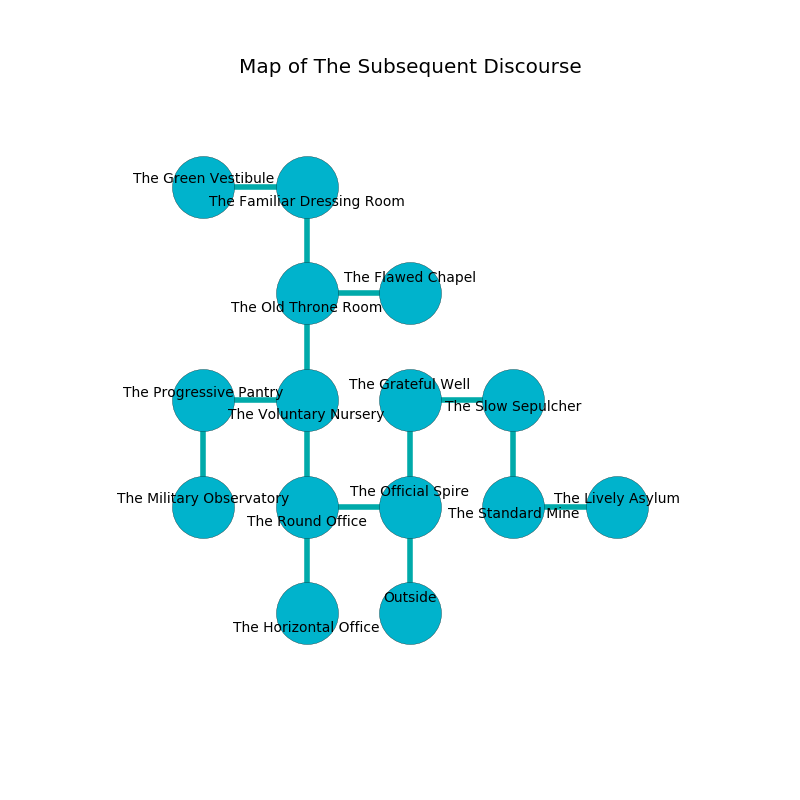 Map of The Subsequent Discourse
The Green Vestibule
The Familiar Dressing Room
The Flawed Chapel
The Old Throne Room
The Grateful Well
The Progressive Pantry
The Slow Sepulcher
The Voluntary Nursery
The Official Spire
The Military Observatory
The Lively Asylum
The Standard Mine
The Round Office
Outside
The Horizontal Office